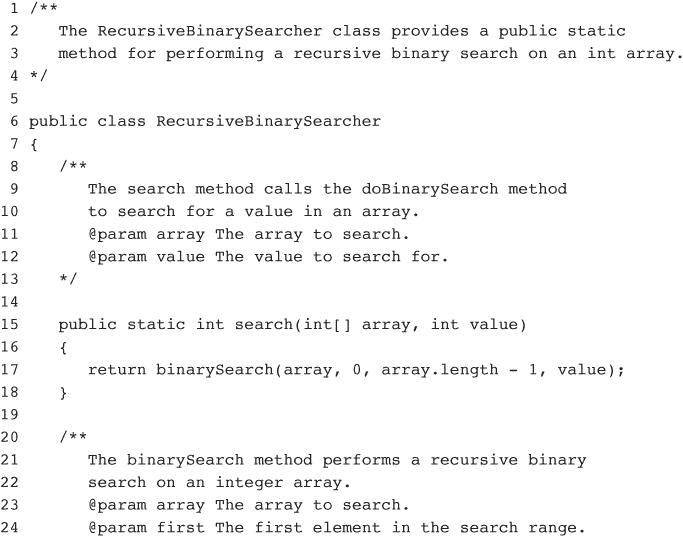 1 /**
2    The RecursiveBinarySearcher class provides a public static
3    method for performing a recursive binary search on an int array.
4 */
5
6 public class RecursiveBinarySearcher
7 {
8    /**
9       The search method calls the doBinarySearch method
10       to search for a value in an array.
11       @param array The array to search.
12       @param value The value to search for.
13    */
14
15    public static int search(int[] array, int value)
16    {
17       return binarySearch(array, 0, array.length - 1, value);
18    }
19
20    /**
21       The binarySearch method performs a recursive binary
22       search on an integer array.
23       @param array The array to search.
24       @param first The first element in the search range.